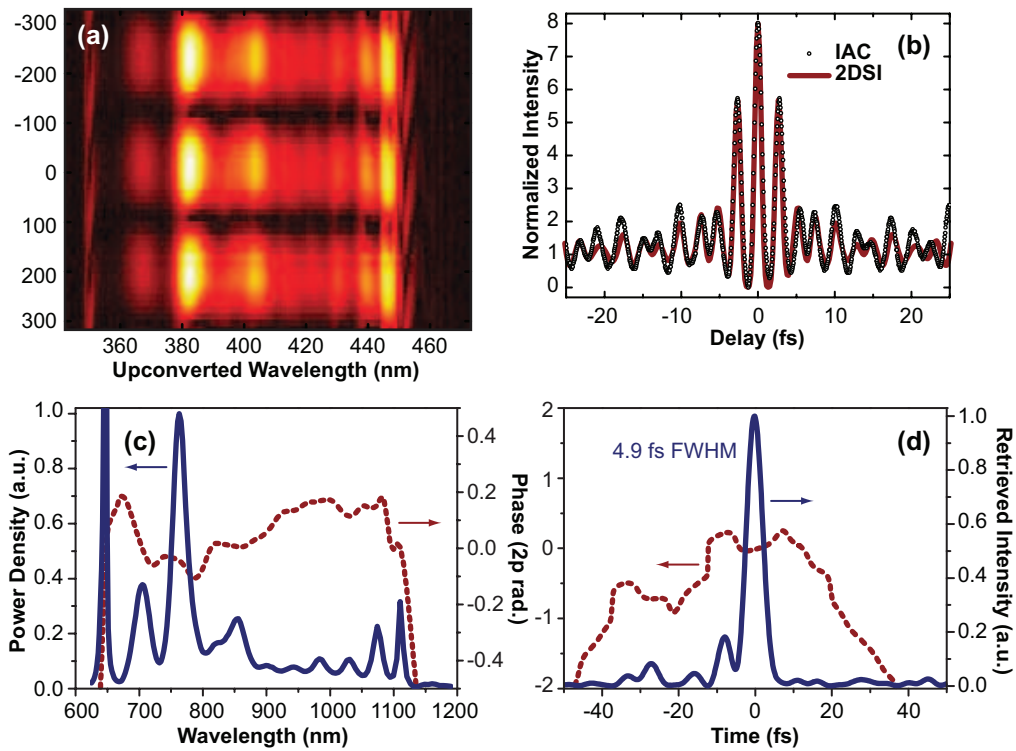 (a)
-300
-200
-100
0
100
200
300
360 380 400 420 440 460
Upconverted Wavelength (nm)
(b)
IAC
2DSI
Normalized Intensity
8
7
6
5
4
3
2
1
0
-20 -10 0 10 20
Delay (fs)
(c)
Power Density (a.u.)
1.0
0.8
0.6
0.4
0.2
0.0
600 700 800 900 1000 1100 1200
Wavelength (nm)
0.4
0.2
0.0
-0.2
-0.4
Phase (2p rad.)
(d)
4.9 fs FWHM
2
1
0
-1
-2
-40 -20 0 20 40
Time (fs)
1.0
0.8
0.6
0.4
0.2
0.0
Retrieved Intensity
(a.u.)